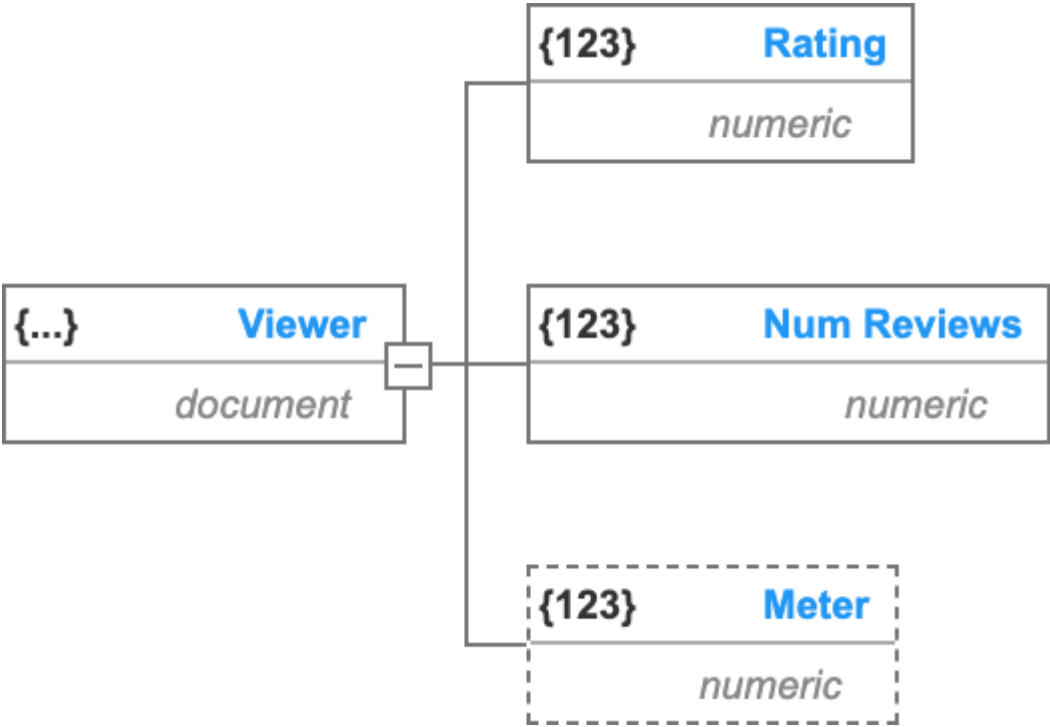 {123} Rating
numeric
{...} Viewer
document
{123} Num Reviews
numeric
{123} Meter
numeric